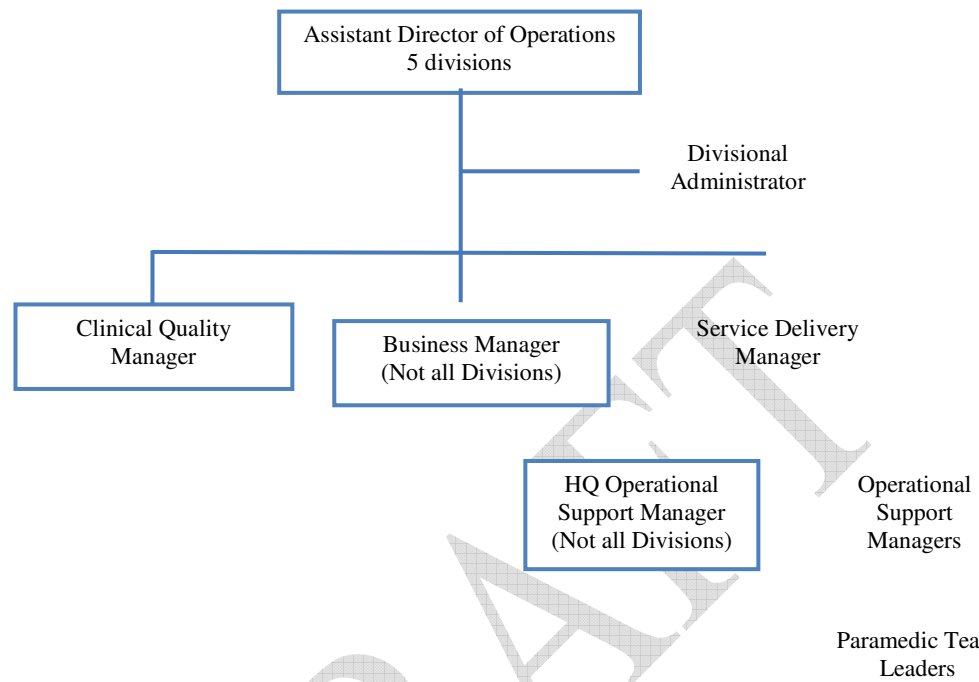 Assistant Director of Operations
5 divisions
Divisional
Administrator
Clinical Quality
Manager
Business Manager
(Not all Divisions)
Service Delivery
Manager
HQ Operational
Support Manager
(Not all Divisions)
Operational
Support
Managers
Paramedic Tea
Leaders
DRAFT